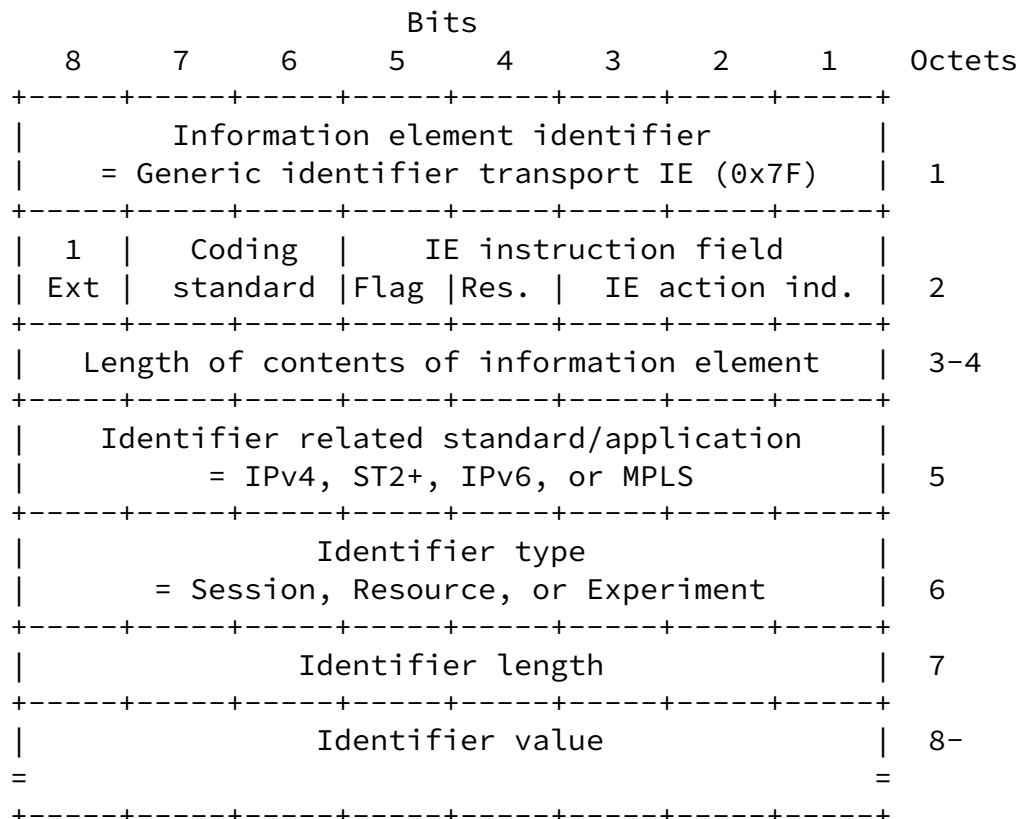 Bits
8 7 6 5 4 3 2 1 Octets
+-----+-----+-----+-----+-----+-----+-----+-----+
| Information element identifier |
| = Generic identifier transport IE (0x7F) | 1
+-----+-----+-----+-----+-----+-----+-----+-----+
| 1 | Coding | IE instruction field |
| Ext | standard |Flag |Res. | IE action ind. | 2
+-----+-----+-----+-----+-----+-----+-----+-----+
| Length of contents of information element | 3-4
+-----+-----+-----+-----+-----+-----+-----+-----+
| Identifier related standard/application |
| = IPv4, ST2+, IPv6, or MPLS | 5
+-----+-----+-----+-----+-----+-----+-----+-----+
| Identifier type |
| = Session, Resource, or Experiment | 6
+-----+-----+-----+-----+-----+-----+-----+-----+
| Identifier length | 7
+-----+-----+-----+-----+-----+-----+-----+-----+
| Identifier value | 8-
= =
+-----+-----+-----+-----+-----+-----+-----+-----+